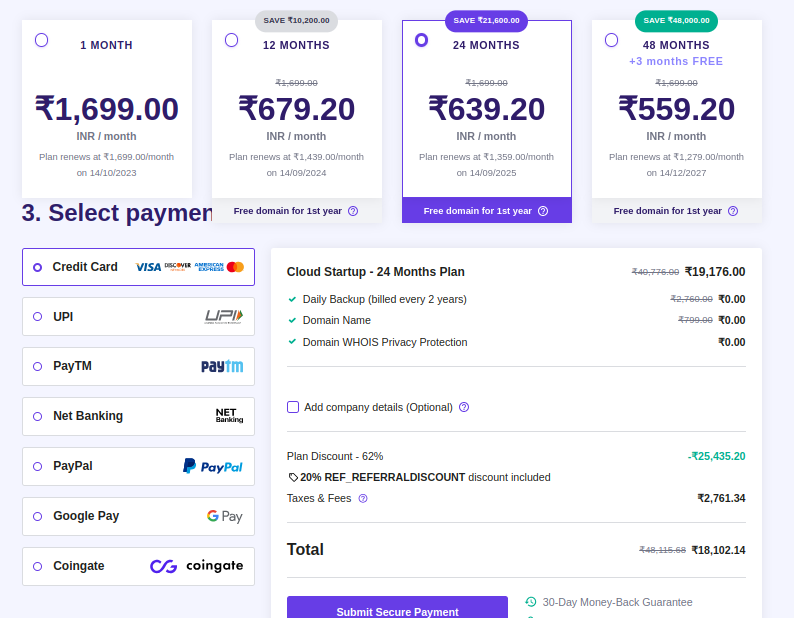 SAVE ₹10,200.00
SAVE ₹21,600.00
SAVE ₹48,000.00
1 MONTH
₹1,699.00
INR / month
Plan renews at ₹1,699.00/month
on 14/10/2023
12 MONTHS
₹1,699.00
₹679.20
INR / month
Plan renews at ₹1,439.00/month
on 14/09/2024
Free domain for 1st year
24 MONTHS
₹1,699.00
₹639.20
INR / month
Plan renews at ₹1,359.00/month
on 14/09/2025
Free domain for 1st year
48 MONTHS
+3 months FREE
₹1,699.00
₹559.20
INR / month
Plan renews at ₹1,279.00/month
on 14/12/2027
Free domain for 1st year
3. Select paymen
Credit Card VISA DISCOVER AMERICAN EXPRESS
UPI UPI
PayTM paytm
Net Banking NET Banking
PayPal PayPal
Google Pay G Pay
Coingate coingate
Cloud Startup - 24 Months Plan ₹40,776.00 ₹19,176.00
Daily Backup (billed every 2 years) ₹2,760.00 ₹0.00
Domain Name ₹799.00 ₹0.00
Domain WHOIS Privacy Protection ₹0.00
Add company details (Optional)
Plan Discount - 62% -₹25,435.20
20% REF_REFERRALDISCOUNT discount included
Taxes & Fees ₹2,761.34
Total ₹48,115.68 ₹18,102.14
Submit Secure Payment
30-Day Money-Back Guarantee